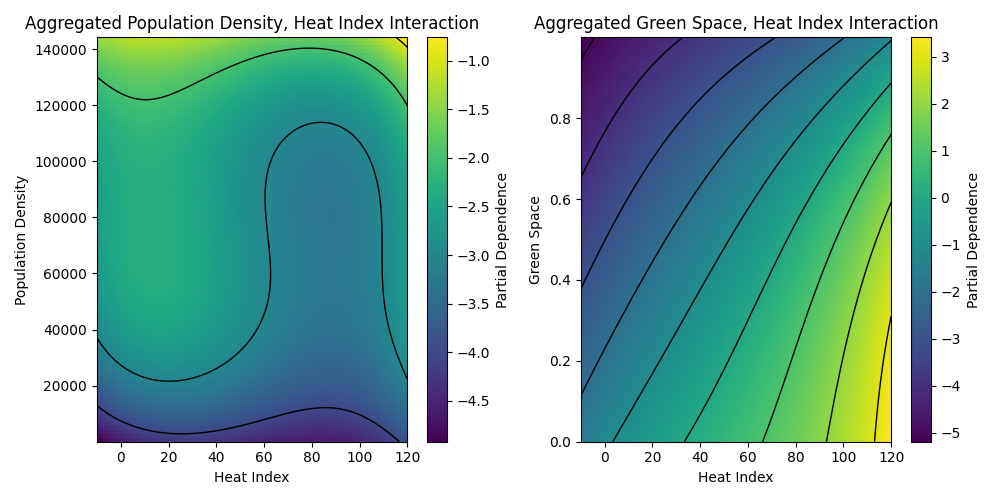 Aggregated Population Density, Heat Index Interaction
140000
120000
100000
80000
60000
40000
20000
Population Density
0 20 40 60 80 100 120
Heat Index
−1.0
−1.5
−2.0
−2.5
−3.0
−3.5
−4.0
−4.5
Partial Dependence
Aggregated Green Space, Heat Index Interaction
0.8
0.6
0.4
0.2
0.0
Green Space
0 20 40 60 80 100 120
Heat Index
3
2
1
0
−1
−2
−3
−4
−5
Partial Dependence